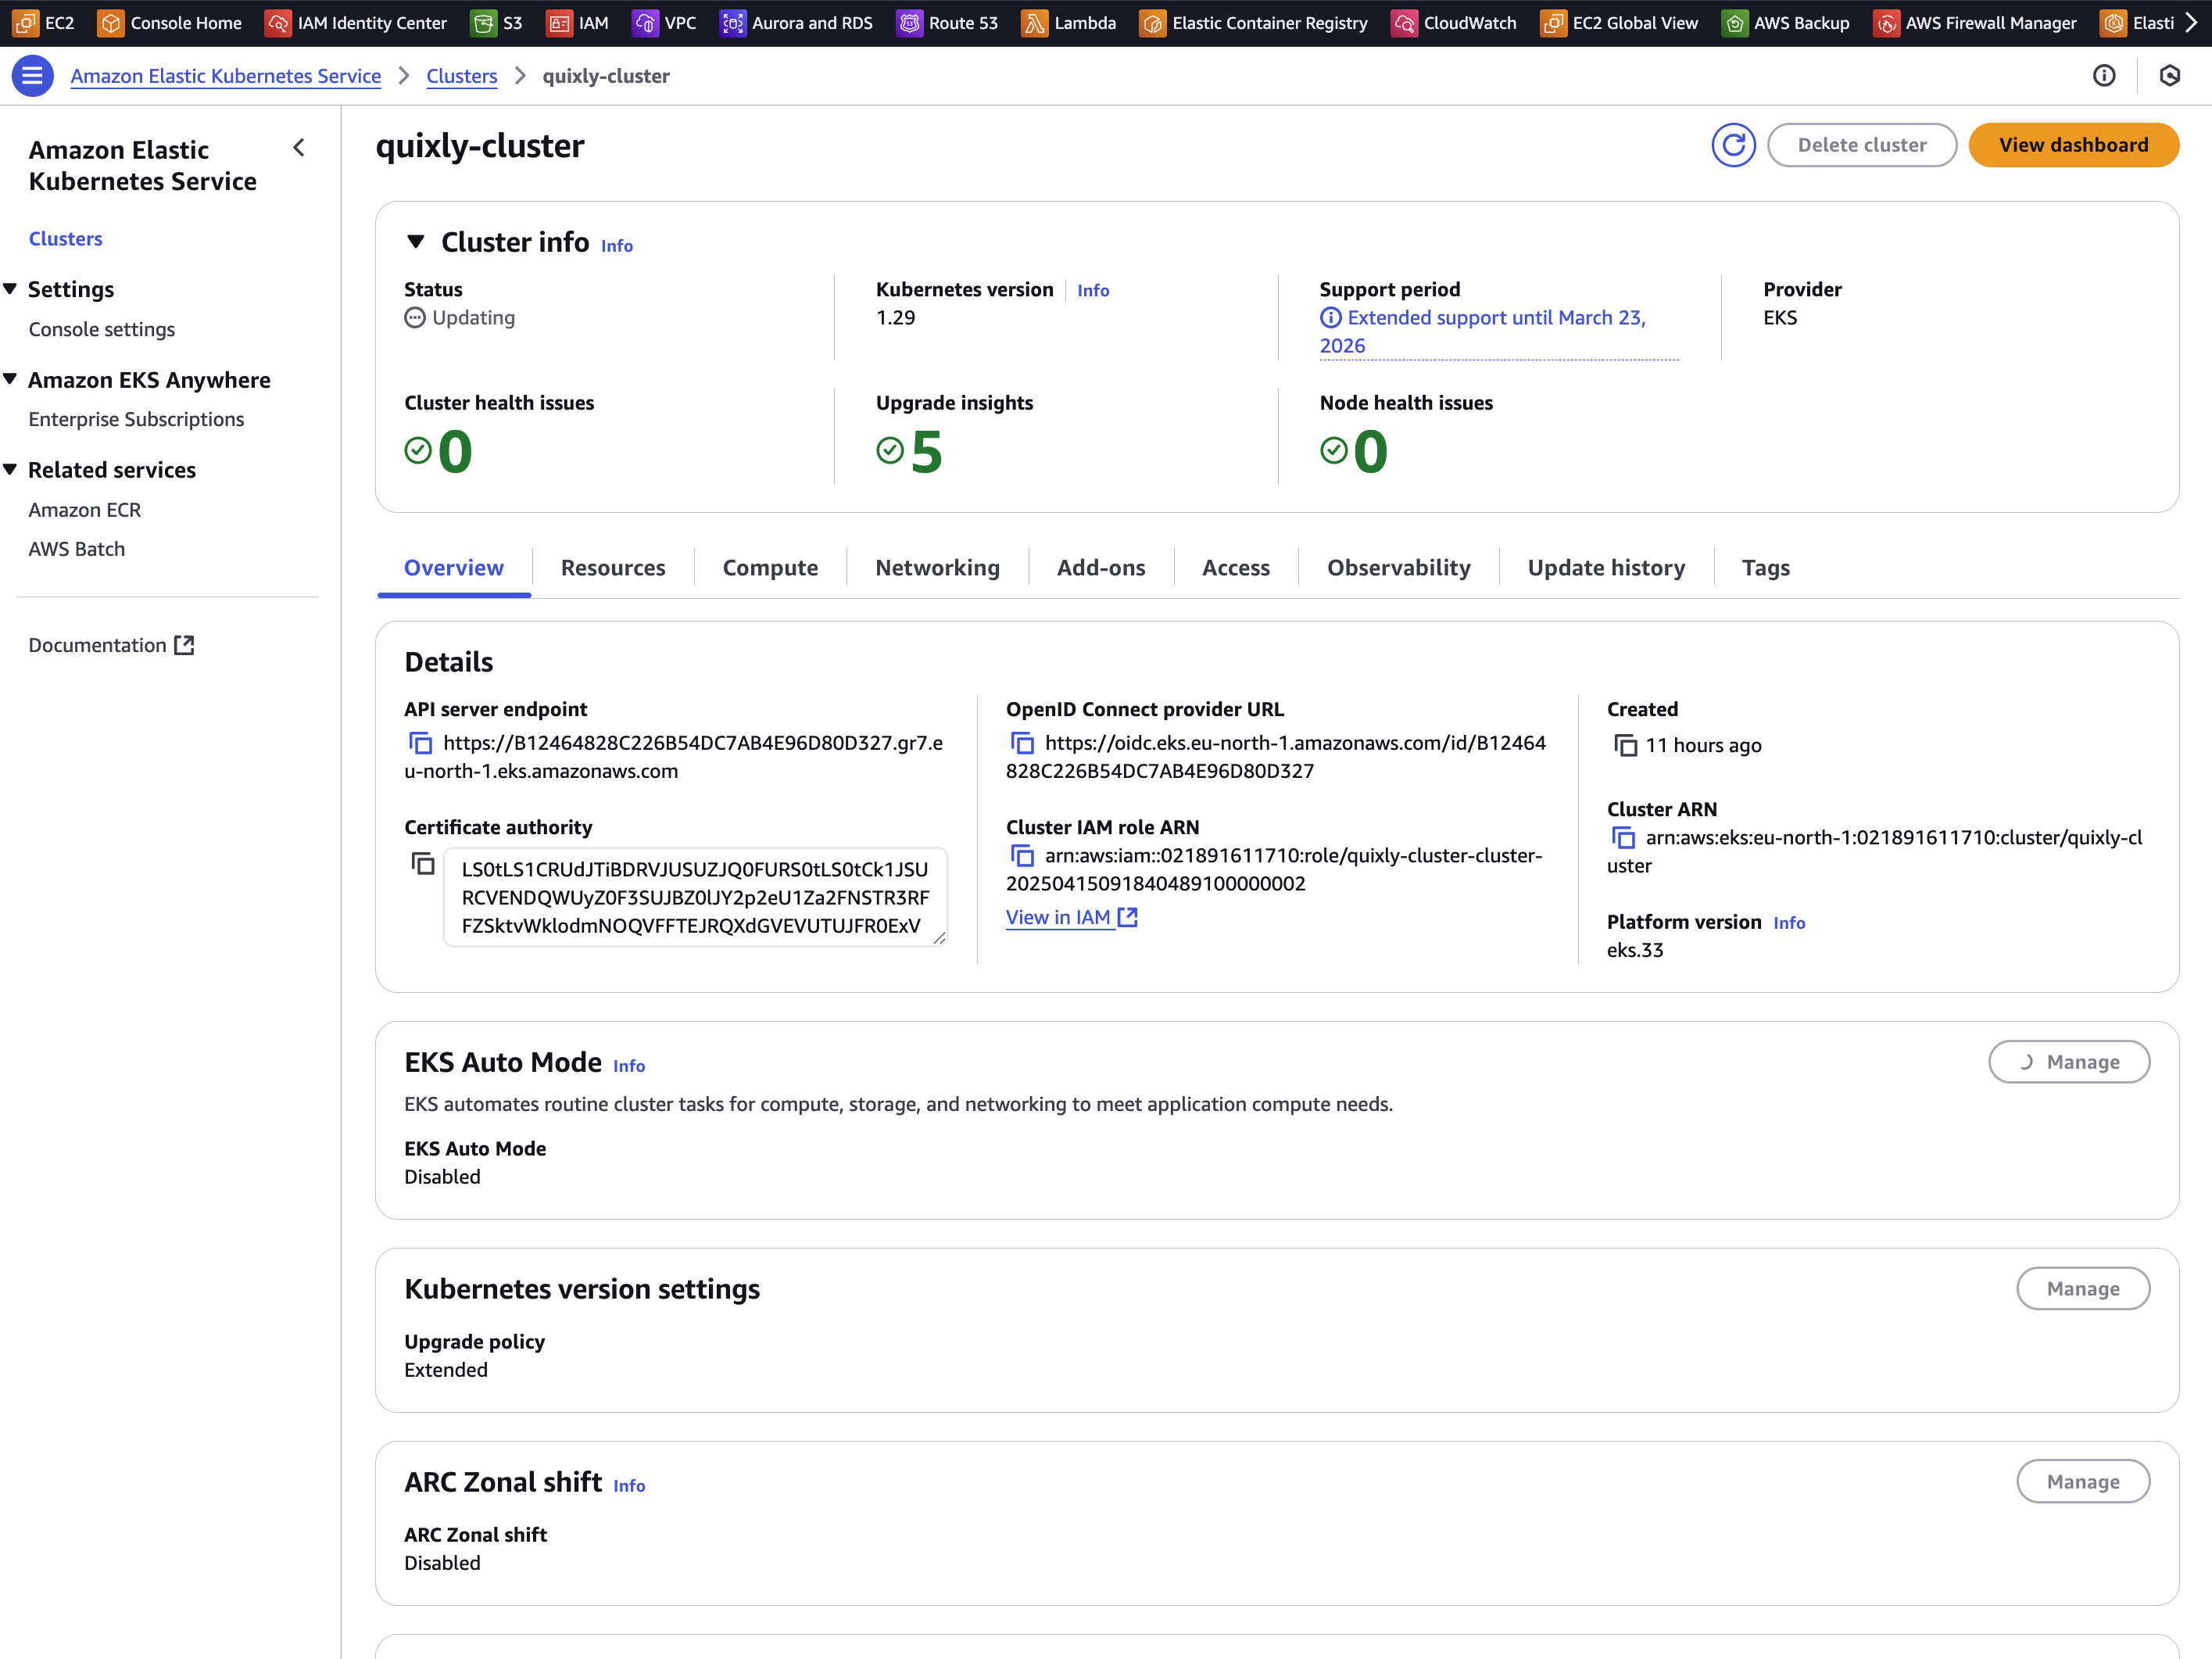 EC2 Console Home IAM Identity Center S3 IAM VPC Aurora and RDS Route 53 Lambda Elastic Container Registry CloudWatch EC2 Global View AWS Backup AWS Firewall Manager Elasti
Amazon Elastic Kubernetes Service Clusters quixly-cluster
Amazon Elastic
Kubernetes Service
Clusters
Settings
Console settings
Amazon EKS Anywhere
Enterprise Subscriptions
Related services
Amazon ECR
AWS Batch
Documentation
quixly-cluster
Delete cluster
View dashboard
Cluster info Info
Status
Updating
Kubernetes version Info
1.29
Support period
Extended support until March 23,
2026
Provider
EKS
Cluster health issues
0
Upgrade insights
5
Node health issues
0
Overview Resources Compute Networking Add-ons Access Observability Update history Tags
Details
API server endpoint
https://B12464828C226B54DC7AB4E96D80D327.gr7.e
u-north-1.eks.amazonaws.com
Certificate authority
LS0tLS1CRUdJTiBDRVJUSUZJQ0FURS0tLS0tCk1JSU
RCVENDQWUyZ0F3SUJBZ0lJY2p2eU1Za2FNSTR3RF
FZSktvWklodmNOQVFFTEJRQXdGVEVUTUJFR0ExV
OpenID Connect provider URL
https://oidc.eks.eu-north-1.amazonaws.com/id/B12464
828C226B54DC7AB4E96D80D327
Cluster IAM role ARN
arn:aws:iam::021891611710:role/quixly-cluster-cluster-
20250415091840489100000002
View in IAM
Created
11 hours ago
Cluster ARN
arn:aws:eks:eu-north-1:021891611710:cluster/quixly-cl
uster
Platform version Info
eks.33
EKS Auto Mode Info
Manage
EKS automates routine cluster tasks for compute, storage, and networking to meet application compute needs.
EKS Auto Mode
Disabled
Kubernetes version settings
Manage
Upgrade policy
Extended
ARC Zonal shift Info
Manage
ARC Zonal shift
Disabled